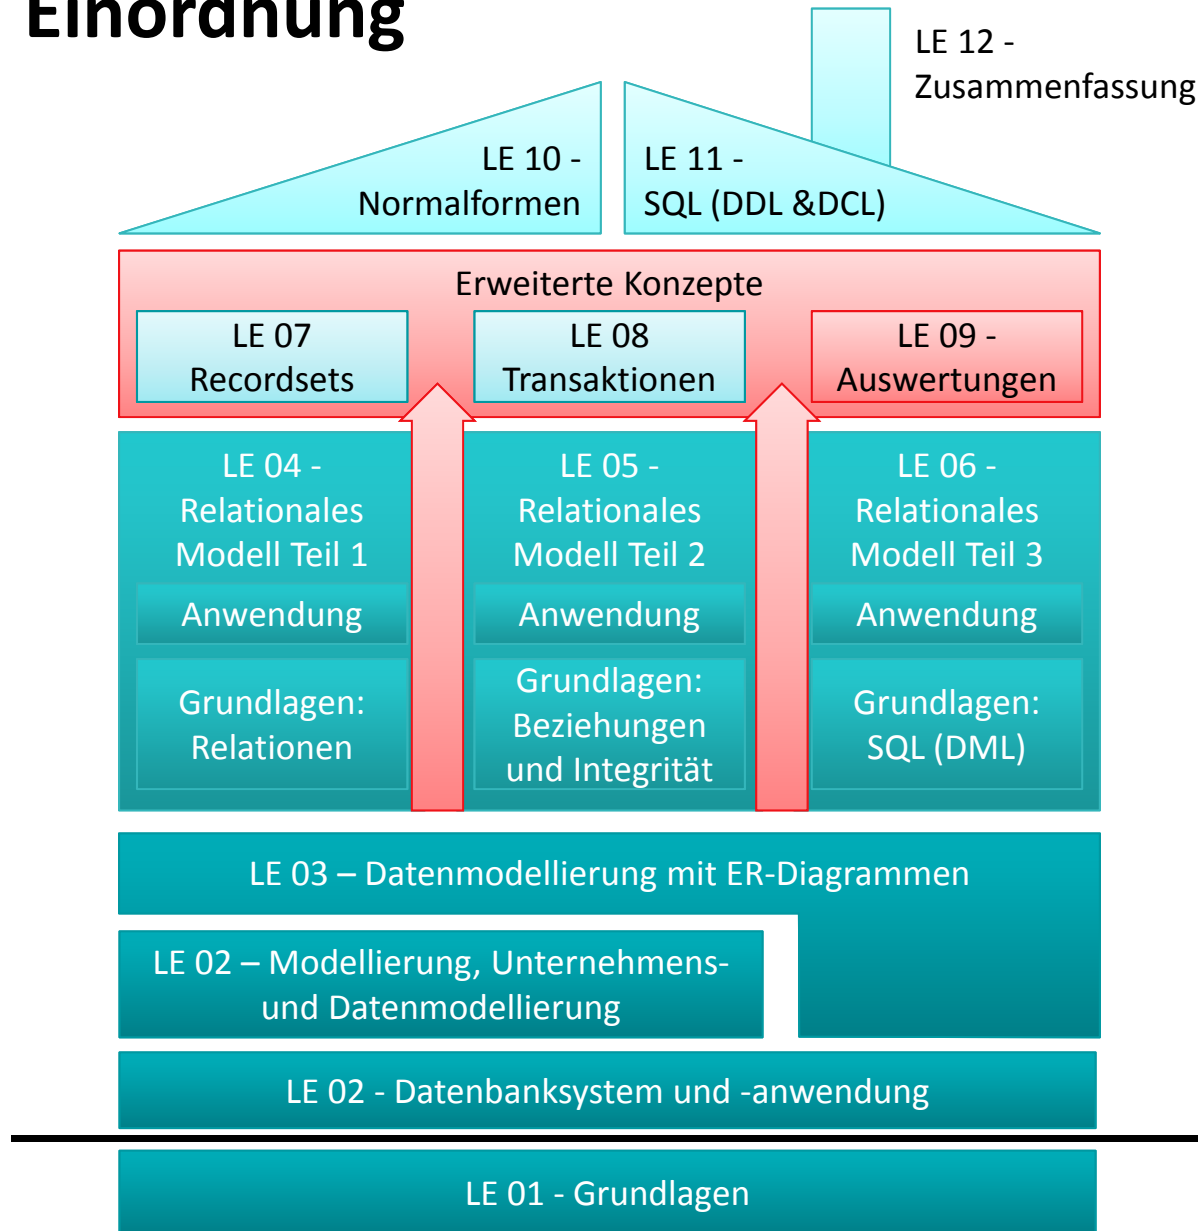 Einordnung
LE 12 -
Zusammenfassung
LE 10 -
Normalformen
LE 11 -
SQL (DDL &DCL)
Erweiterte Konzepte
LE 07
Recordsets
LE 08
Transaktionen
LE 09 -
Auswertungen
LE 04 -
Relationales
Modell Teil 1
Anwendung
Grundlagen:
Relationen
LE 05 -
Relationales
Modell Teil 2
Anwendung
Grundlagen:
Beziehungen
und Integrität
LE 06 -
Relationales
Modell Teil 3
Anwendung
Grundlagen:
SQL (DML)
LE 03 – Datenmodellierung mit ER-Diagrammen
LE 02 – Modellierung, Unternehmens-
und Datenmodellierung
LE 02 - Datenbanksystem und -anwendung
LE 01 - Grundlagen